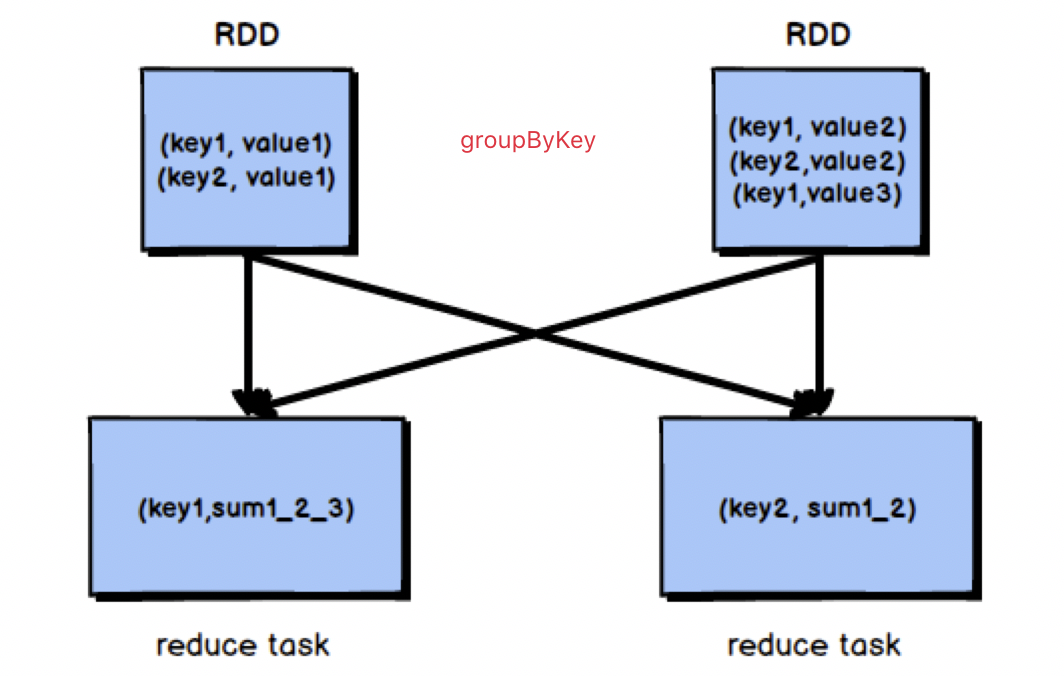 RDD
RDD
(key1, value1)
(key2, value1)
groupByKey
(key1, value2)
(key2,value2)
(key1,value3)
(key1,sum1_2_3)
(key2, sum1_2)
reduce task
reduce task